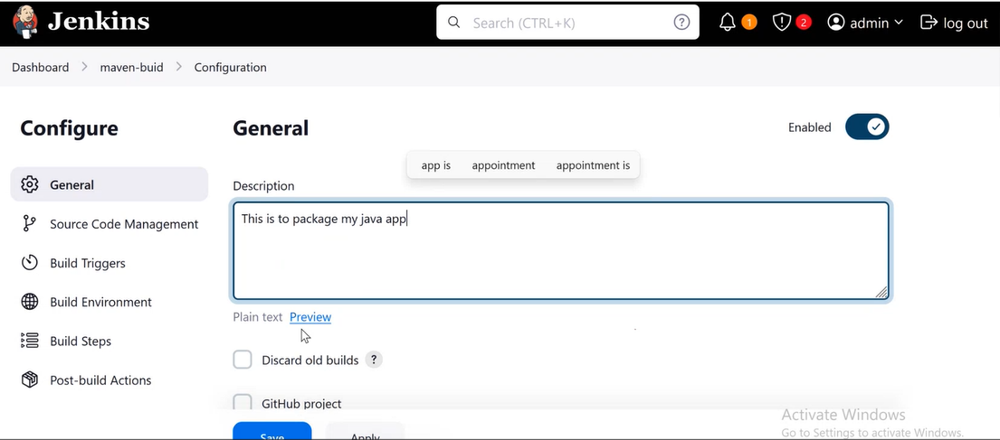 Jenkins
Search (CTRL+K)
?
1
2
admin
log out
Dashboard
maven-buid
Configuration
Configure
General
Enabled
app is
appointment
appointment is
General
Description
Source Code Management
This is to package my java app
Build Triggers
Build Environment
Plain text Preview
Build Steps
Discard old builds ?
Post-build Actions
GitHub project
Activate Windows
Go to Settings to activate Windows.
Save
Apply